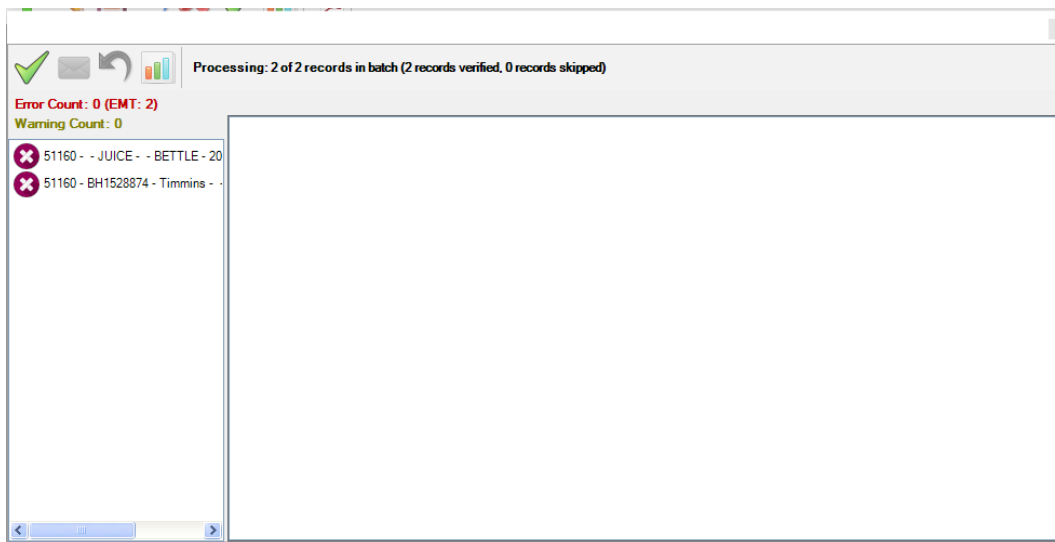 Processing: 2 of 2 records in batch (2 records verified, 0 records skipped)
Error Count: 0 (EMT: 2)
Warning Count: 0
51160 - - JUICE - - BETTLE - 20
51160 - BH1528874 - Timmins - -